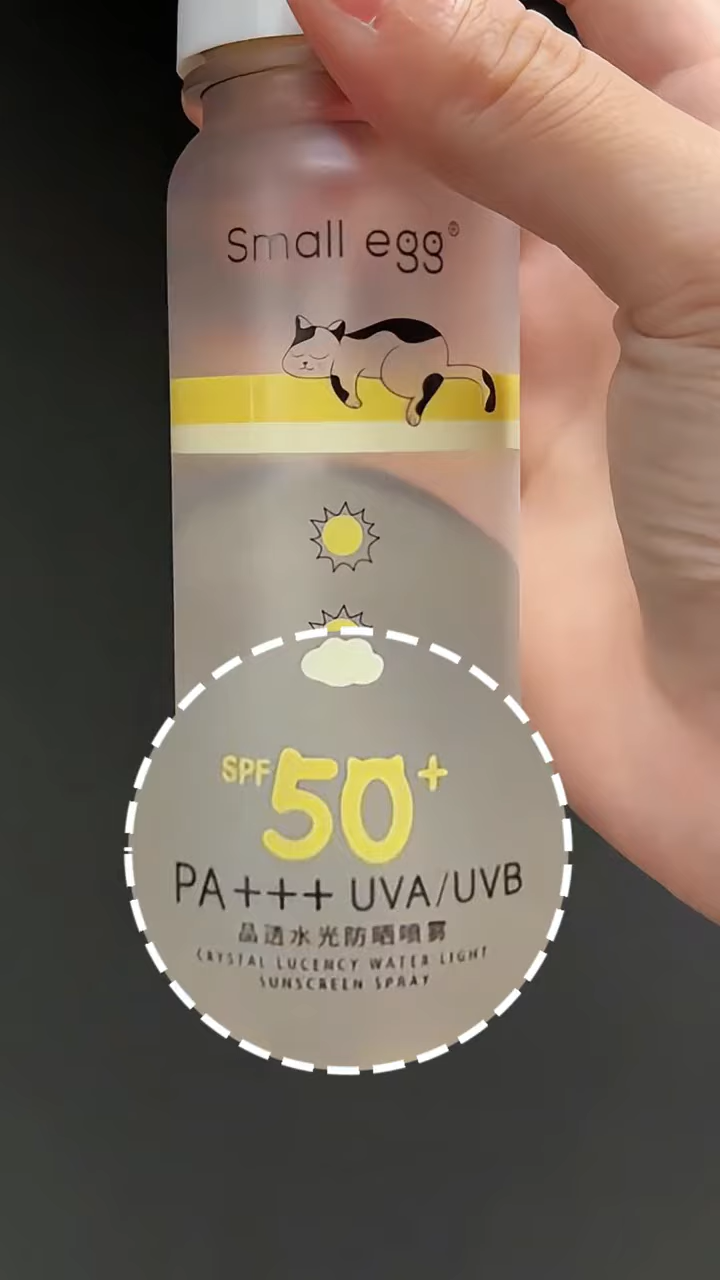 Small egg®
SPF 50+
PA+++ UVA/UVB
晶透水光防晒噴雾
CRYSTAL LUCENCY WATER LIGHT
SUNSCREEN SPRAY